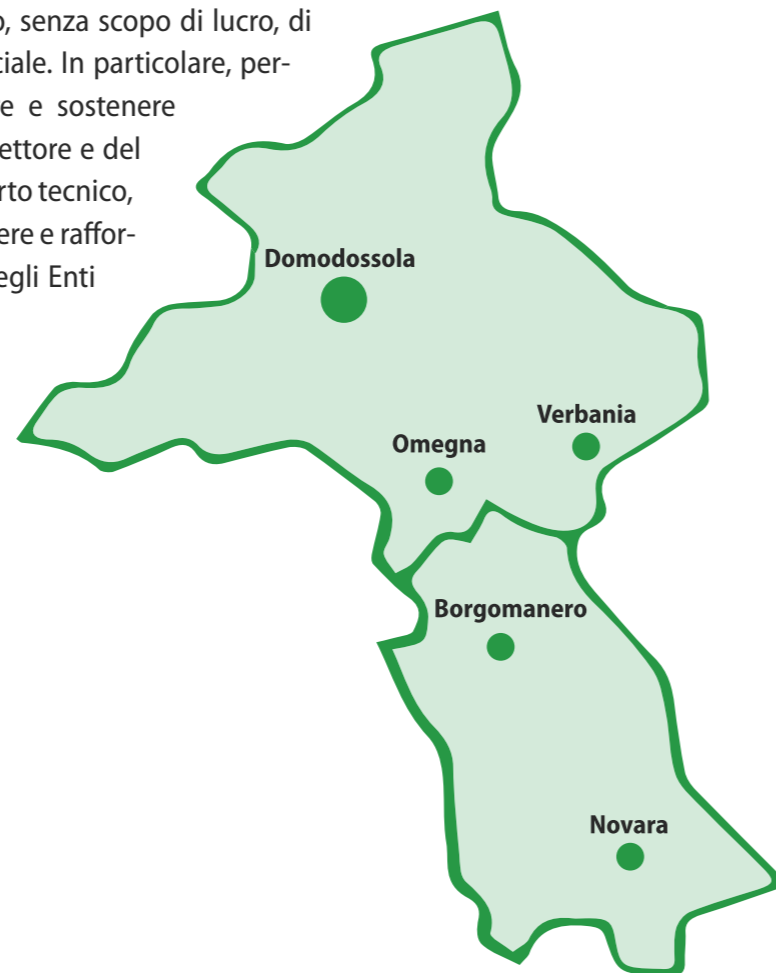 o, senza scopo di lucro, di
ciale. In particolare, per-
re e sostenere
ettore e del
rto tecnico,
ere e raffor-
egli Enti
Domodossola
Verbania
Omegna
Borgomanero
Novara